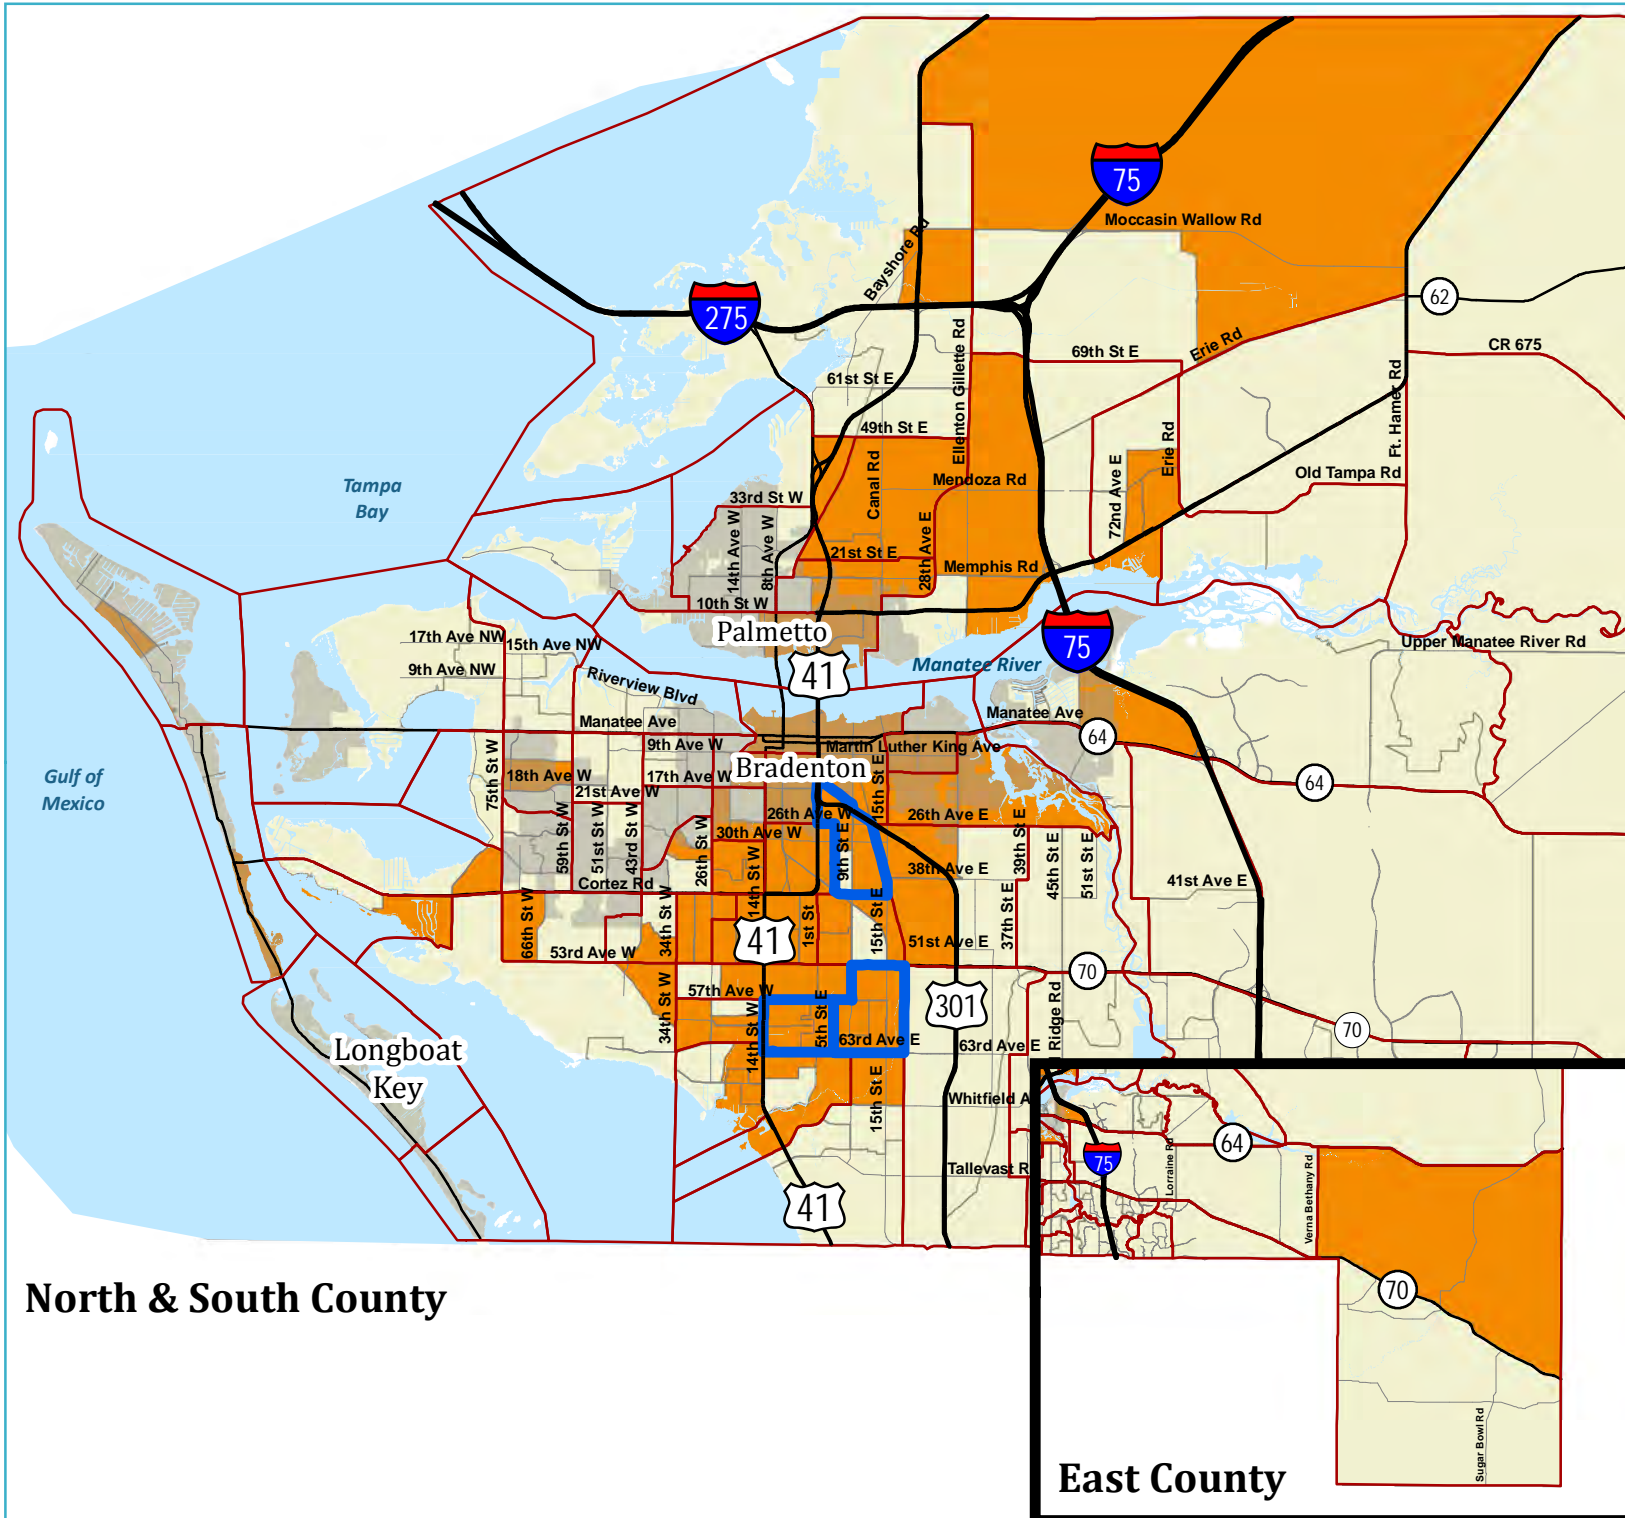 75
Moccasin Wallow Rd
Bayshore Rd
62
275
Ellenton Gillette Rd
69th St E
Erie Rd
CR 675
61st St E
Ft. Hamer Rd
49th St E
Canal Rd
Mendoza Rd
72nd Ave E
Erie Rd
Old Tampa Rd
Tampa
Bay
33rd St W
14th Ave W
8th Ave W
21st St E
28th Ave E
Memphis Rd
10th St W
Palmetto
75
17th Ave NW
15th Ave NW
9th Ave NW
Riverview Blvd
41
Manatee River
Upper Manatee River Rd
Manatee Ave
Manatee Ave
64
9th Ave W
Martin Luther King Ave
Bradenton
Gulf of
Mexico
75th St W
18th Ave W
17th Ave W
21st Ave W
15th St E
64
26th Ave W
26th Ave E
30th Ave W
59th St W
51st St W
43rd St W
26th St W
14th St W
9th St E
38th Ave E
39th St E
45th St E
51st St E
41st Ave E
Cortez Rd
66th St W
34th St W
14th St W
41
1st St
15th St E
51st Ave E
37th St E
53rd Ave W
70
34th St W
57th Ave W
14th St W
5th St E
63rd Ave E
301
63rd Ave E
Ridge Rd
70
Longboat
Key
15th St E
Whitfield A
Tallevast R
41
75
Lorraine Rd
64
Verna Bethany Rd
70
Sugar Bowl Rd
North & South County
East County